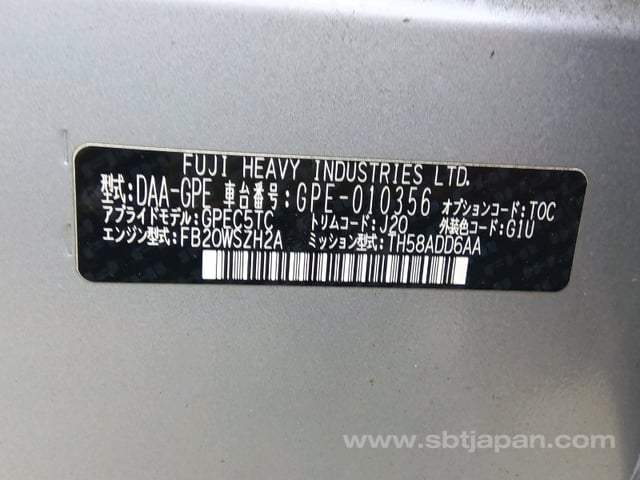 FUJI HEAVY INDUSTRIES LTD.
型式:DAA-GPE 車台番号:GPE-010356 オプションコード:TOC
アプライドモデル:GPEC5TC トリムコード:J20 外装色コード:G1U
エンジン型式:FB20WSZH2A ミッション型式:TH58ADD6AA
www.sbtjapan.com